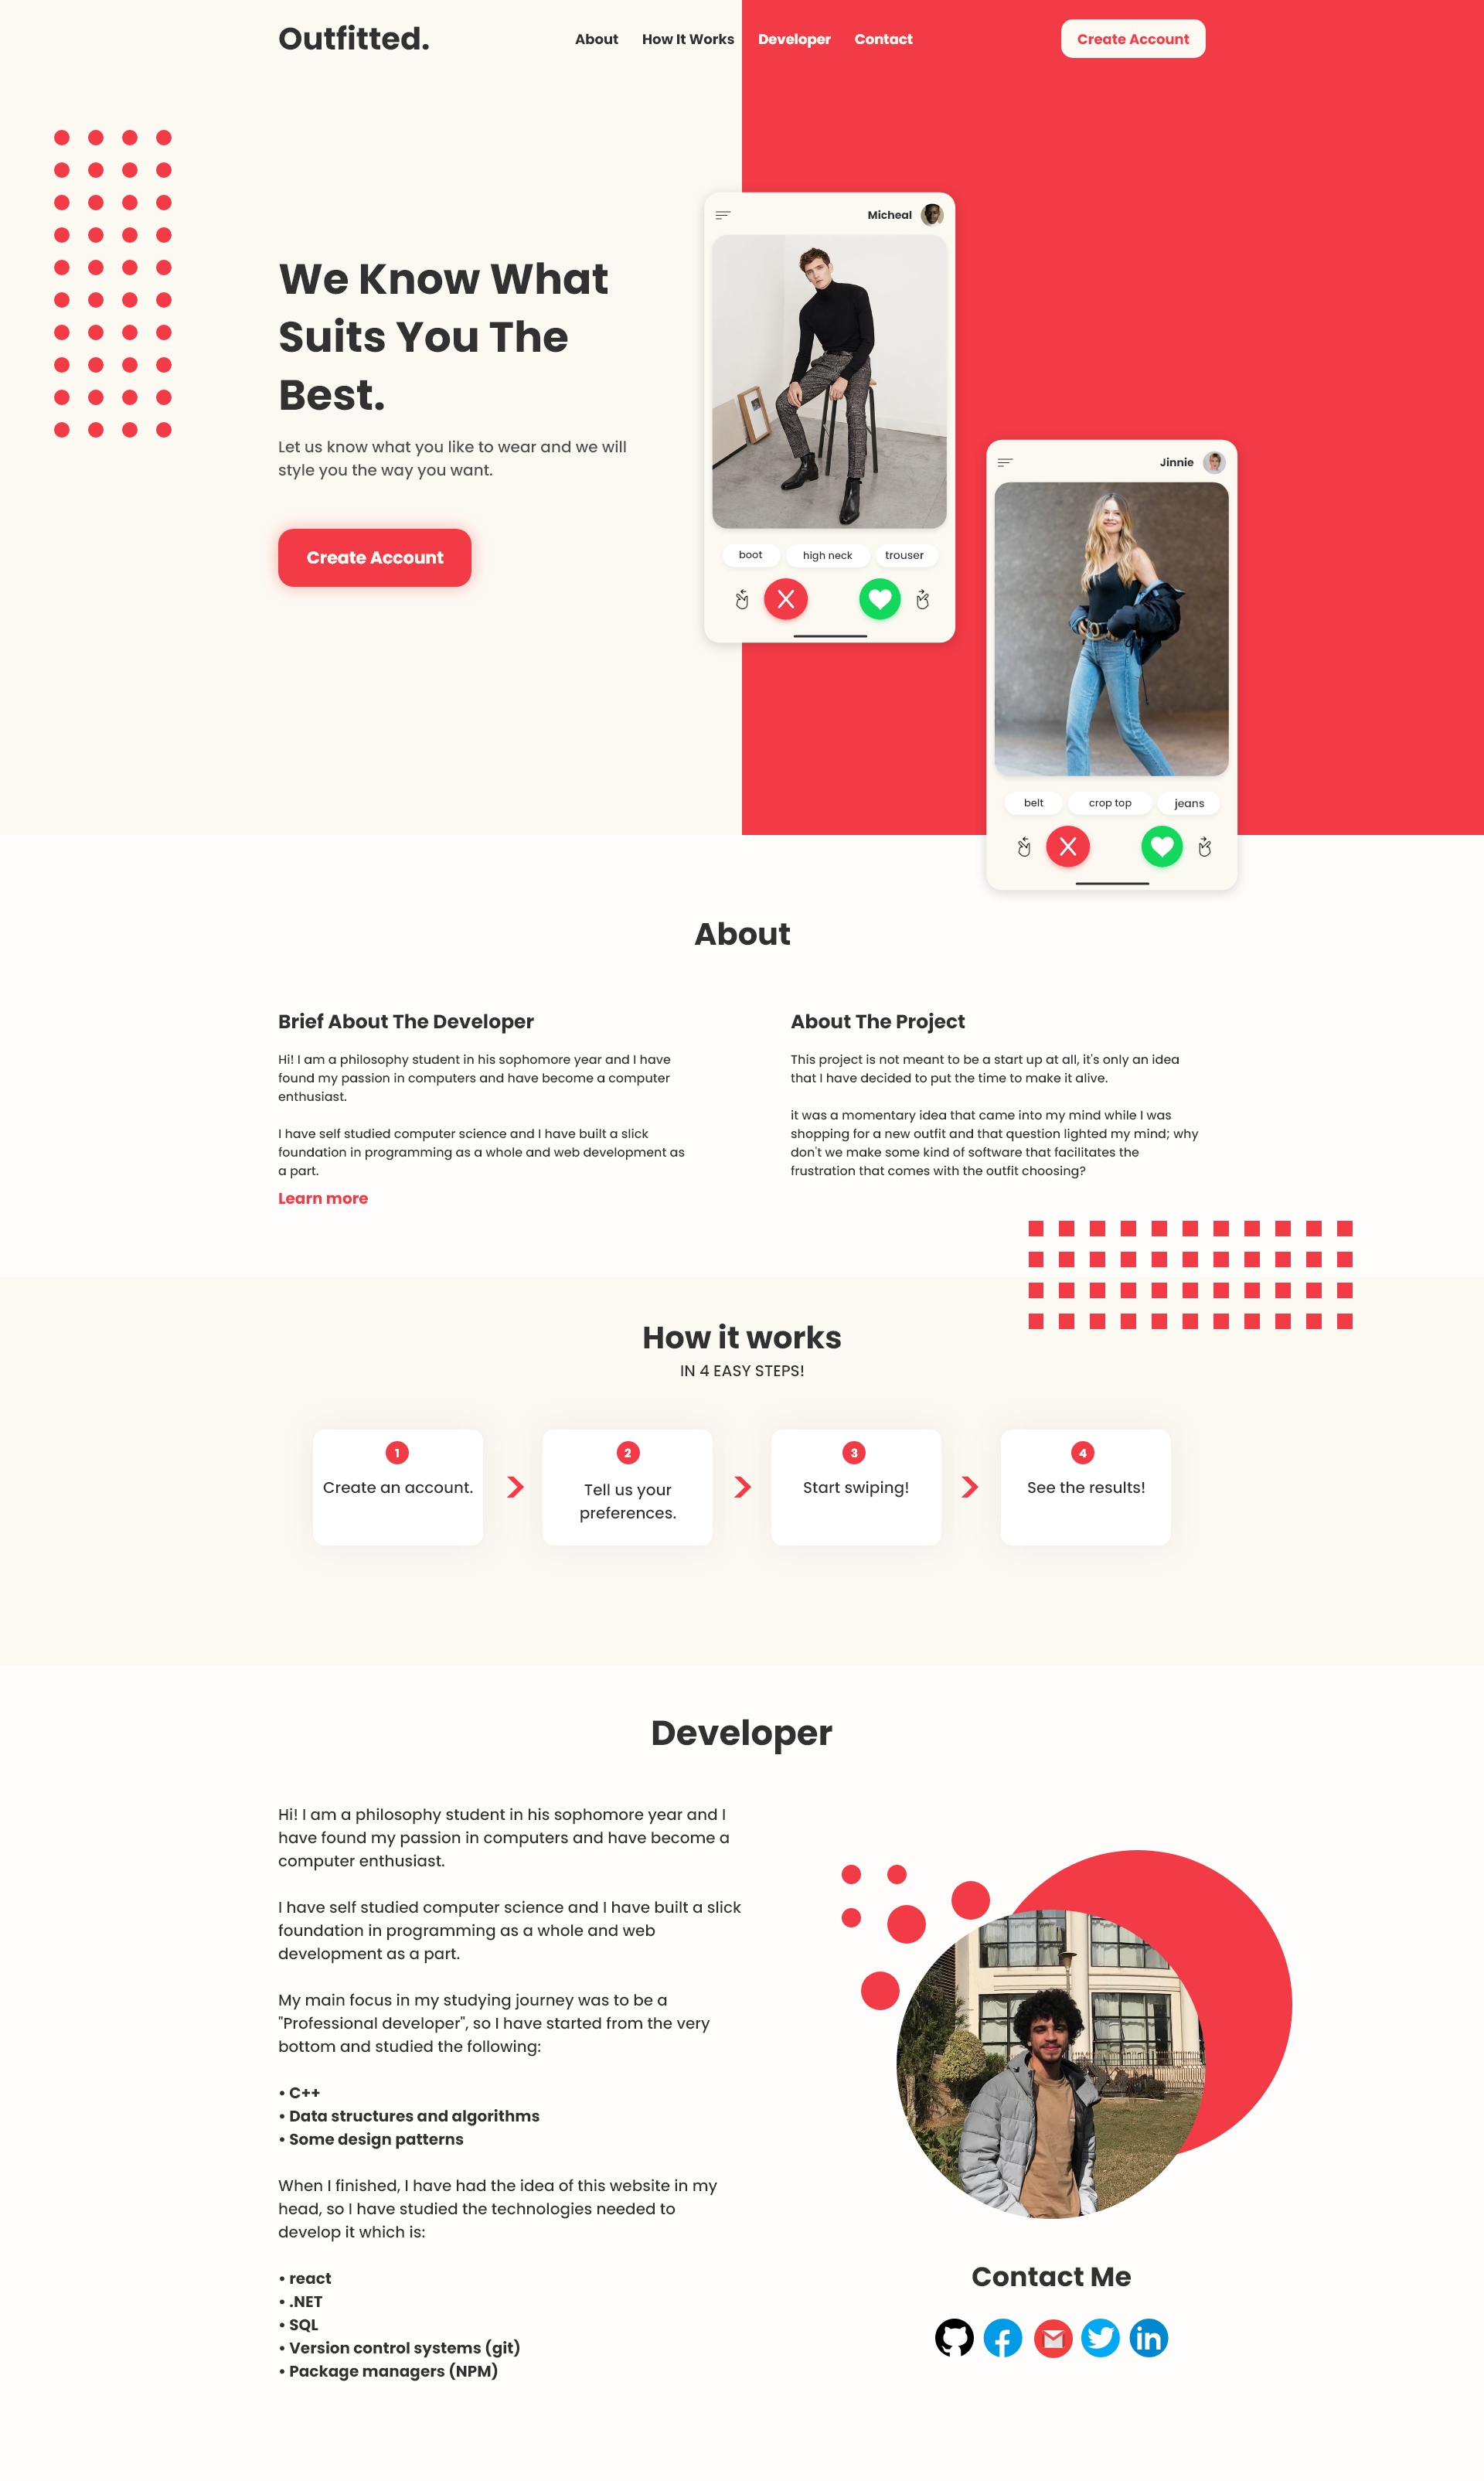 Outfitted.
About
How It Works
Developer
Contact
Create Account
We Know What
Suits You The
Best.
Let us know what you like to wear and we will
style you the way you want.
Create Account
Micheal
boot
high neck
trouser
Jinnie
belt
crop top
jeans
About
Brief About The Developer
Hi! I am a philosophy student in his sophomore year and I have
found my passion in computers and have become a computer
enthusiast.
I have self studied computer science and I have built a slick
foundation in programming as a whole and web development as
a part.
Learn more
About The Project
This project is not meant to be a start up at all, it's only an idea
that I have decided to put the time to make it alive.
it was a momentary idea that came into my mind while I was
shopping for a new outfit and that question lighted my mind; why
don't we make some kind of software that facilitates the
frustration that comes with the outfit choosing?
How it works
IN 4 EASY STEPS!
1
Create an account.
2
Tell us your
preferences.
3
Start swiping!
4
See the results!
Developer
Hi! I am a philosophy student in his sophomore year and I
have found my passion in computers and have become a
computer enthusiast.
I have self studied computer science and I have built a slick
foundation in programming as a whole and web
development as a part.
My main focus in my studying journey was to be a
"Professional developer", so I have started from the very
bottom and studied the following:
• C++
• Data structures and algorithms
• Some design patterns
When I finished, I have had the idea of this website in my
head, so I have studied the technologies needed to
develop it which is:
• react
• .NET
• SQL
• Version control systems (git)
• Package managers (NPM)
Contact Me
in